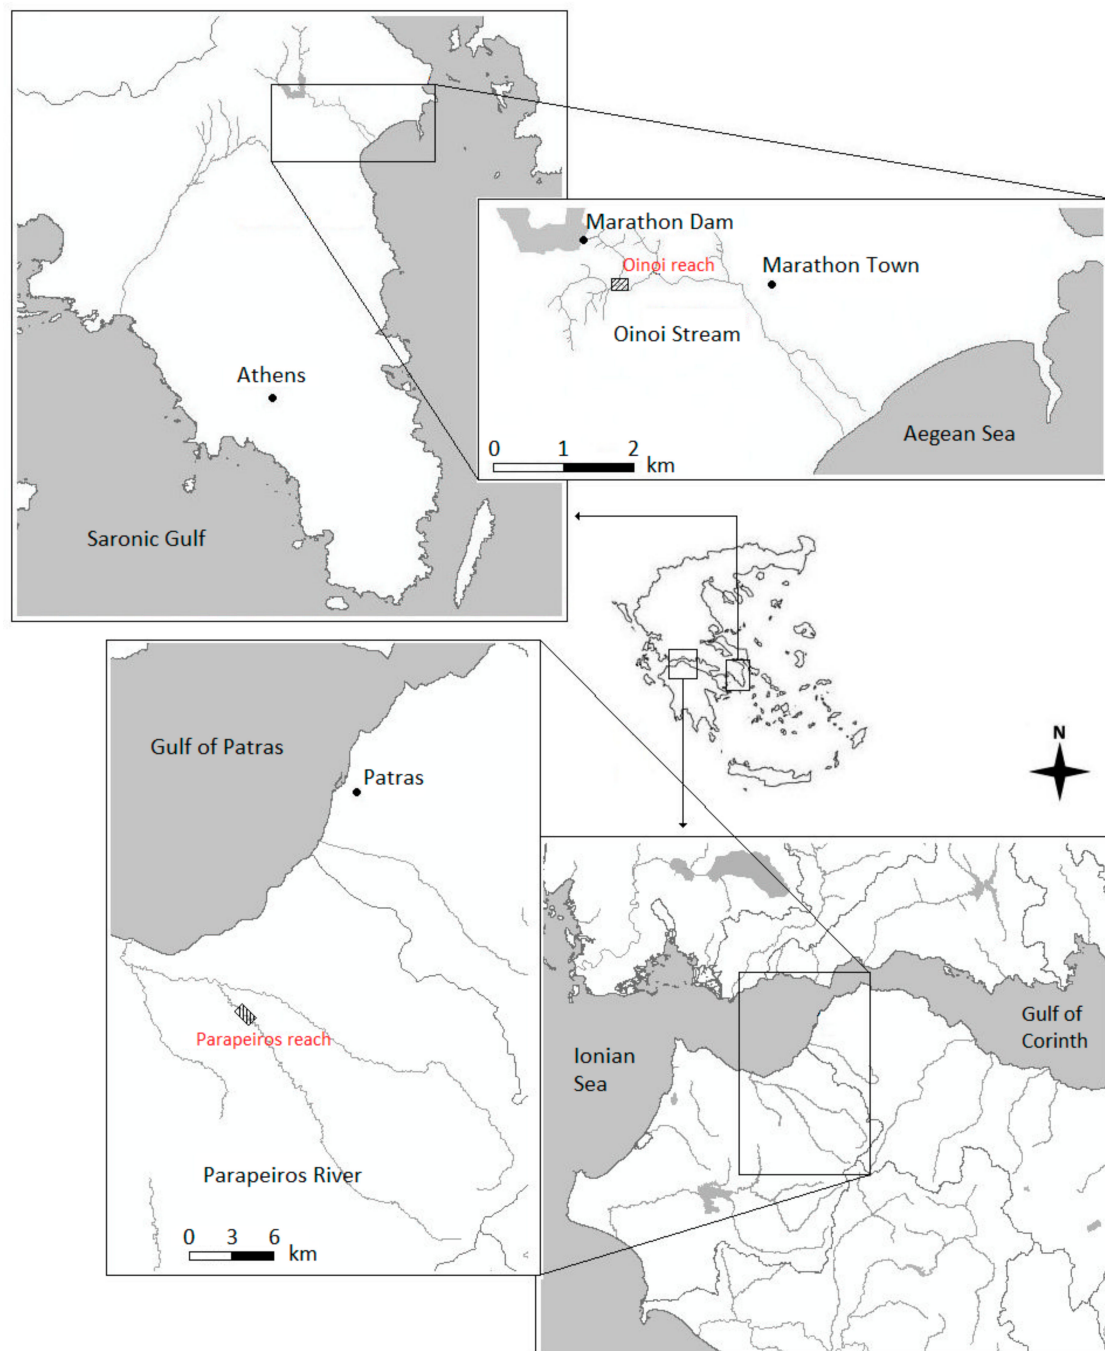 Athens
Saronic Gulf
Marathon Dam
Oinoi reach
Marathon Town
Oinoi Stream
Aegean Sea
0 1 2
km
N
Gulf of Patras
Patras
Parapeiros reach
Parapeiros River
0 3 6
km
Ionian
Sea
Gulf of
Corinth